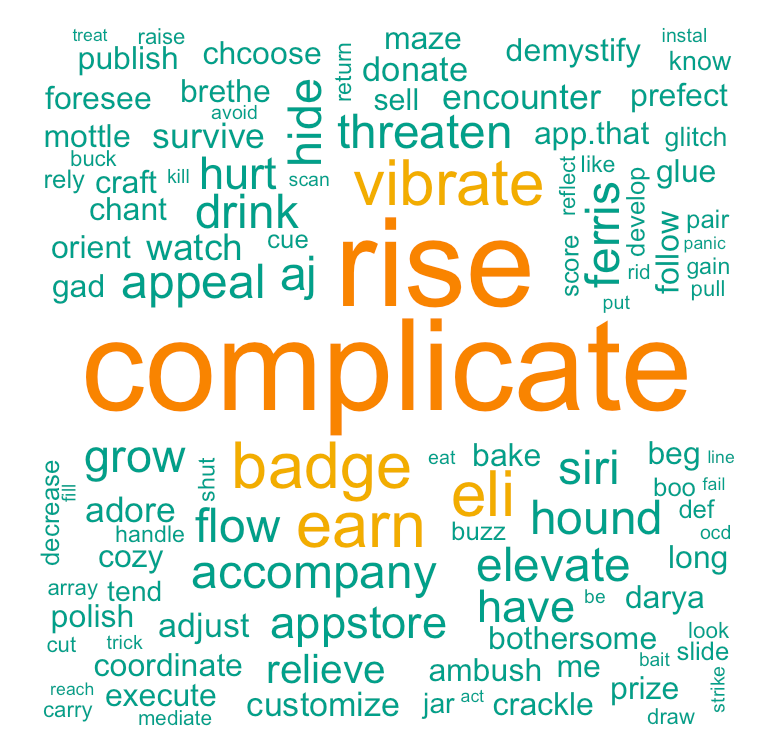 treat
raise
publish
chcoose
return
maze
demystify
instal
know
foresee
brethe
avoid
hide
donate
sell
encounter
prefect
mottle
survive
threaten
app.that
glitch
buck
rely
craft
kill
hurt
scan
vibrate
reflect
like
glue
chant
drink
ferris
develop
follow
pair
orient
watch
cue
rise
score
panic
gad
appeal
aj
rid
gain
pull
put
complicate
grow
badge
eat
bake
siri
beg
line
decrease
fill
shut
eli
boo
fail
adore
flow
earn
buzz
hound
def
handle
ocd
cozy
accompany
elevate
long
array
tend
have
be
darya
polish
adjust
appstore
bothersome
look
cut
trick
coordinate
relieve
ambush
me
bait
slide
reach
execute
customize
jar
act
crackle
prize
strike
carry
mediate
draw